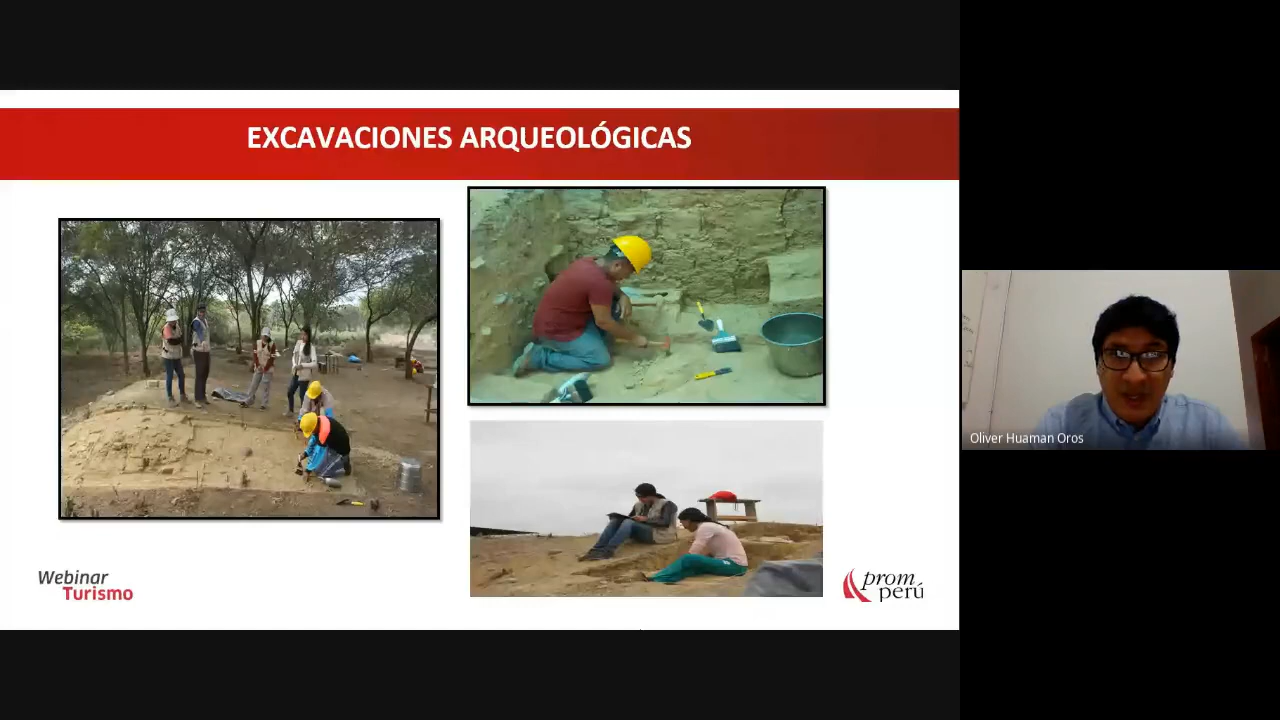 EXCAVACIONES ARQUEOLÓGICAS
Webinar
Turismo
prom
perú
Oliver Huaman Oros